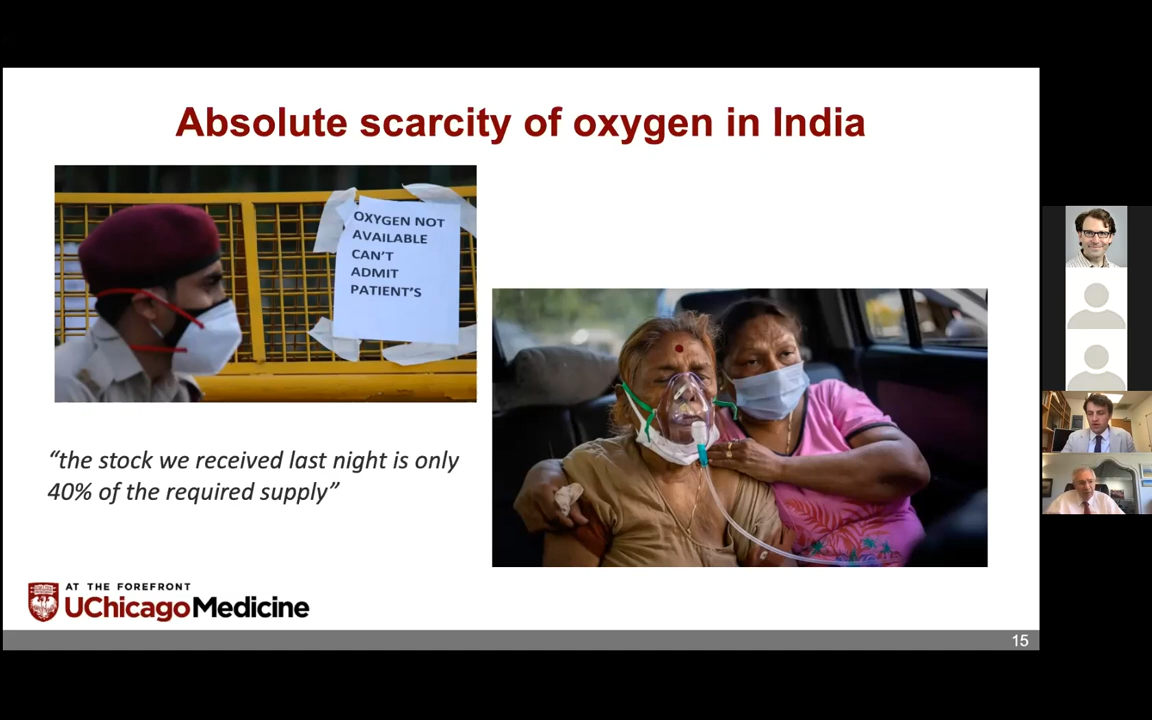 Absolute scarcity of oxygen in India
OXYGEN NOT
AVAILABLE
CAN'T
ADMIT
PATIENT'S
“the stock we received last night is only
40% of the required supply”
AT THE FOREFRONT
UChicagoMedicine
15